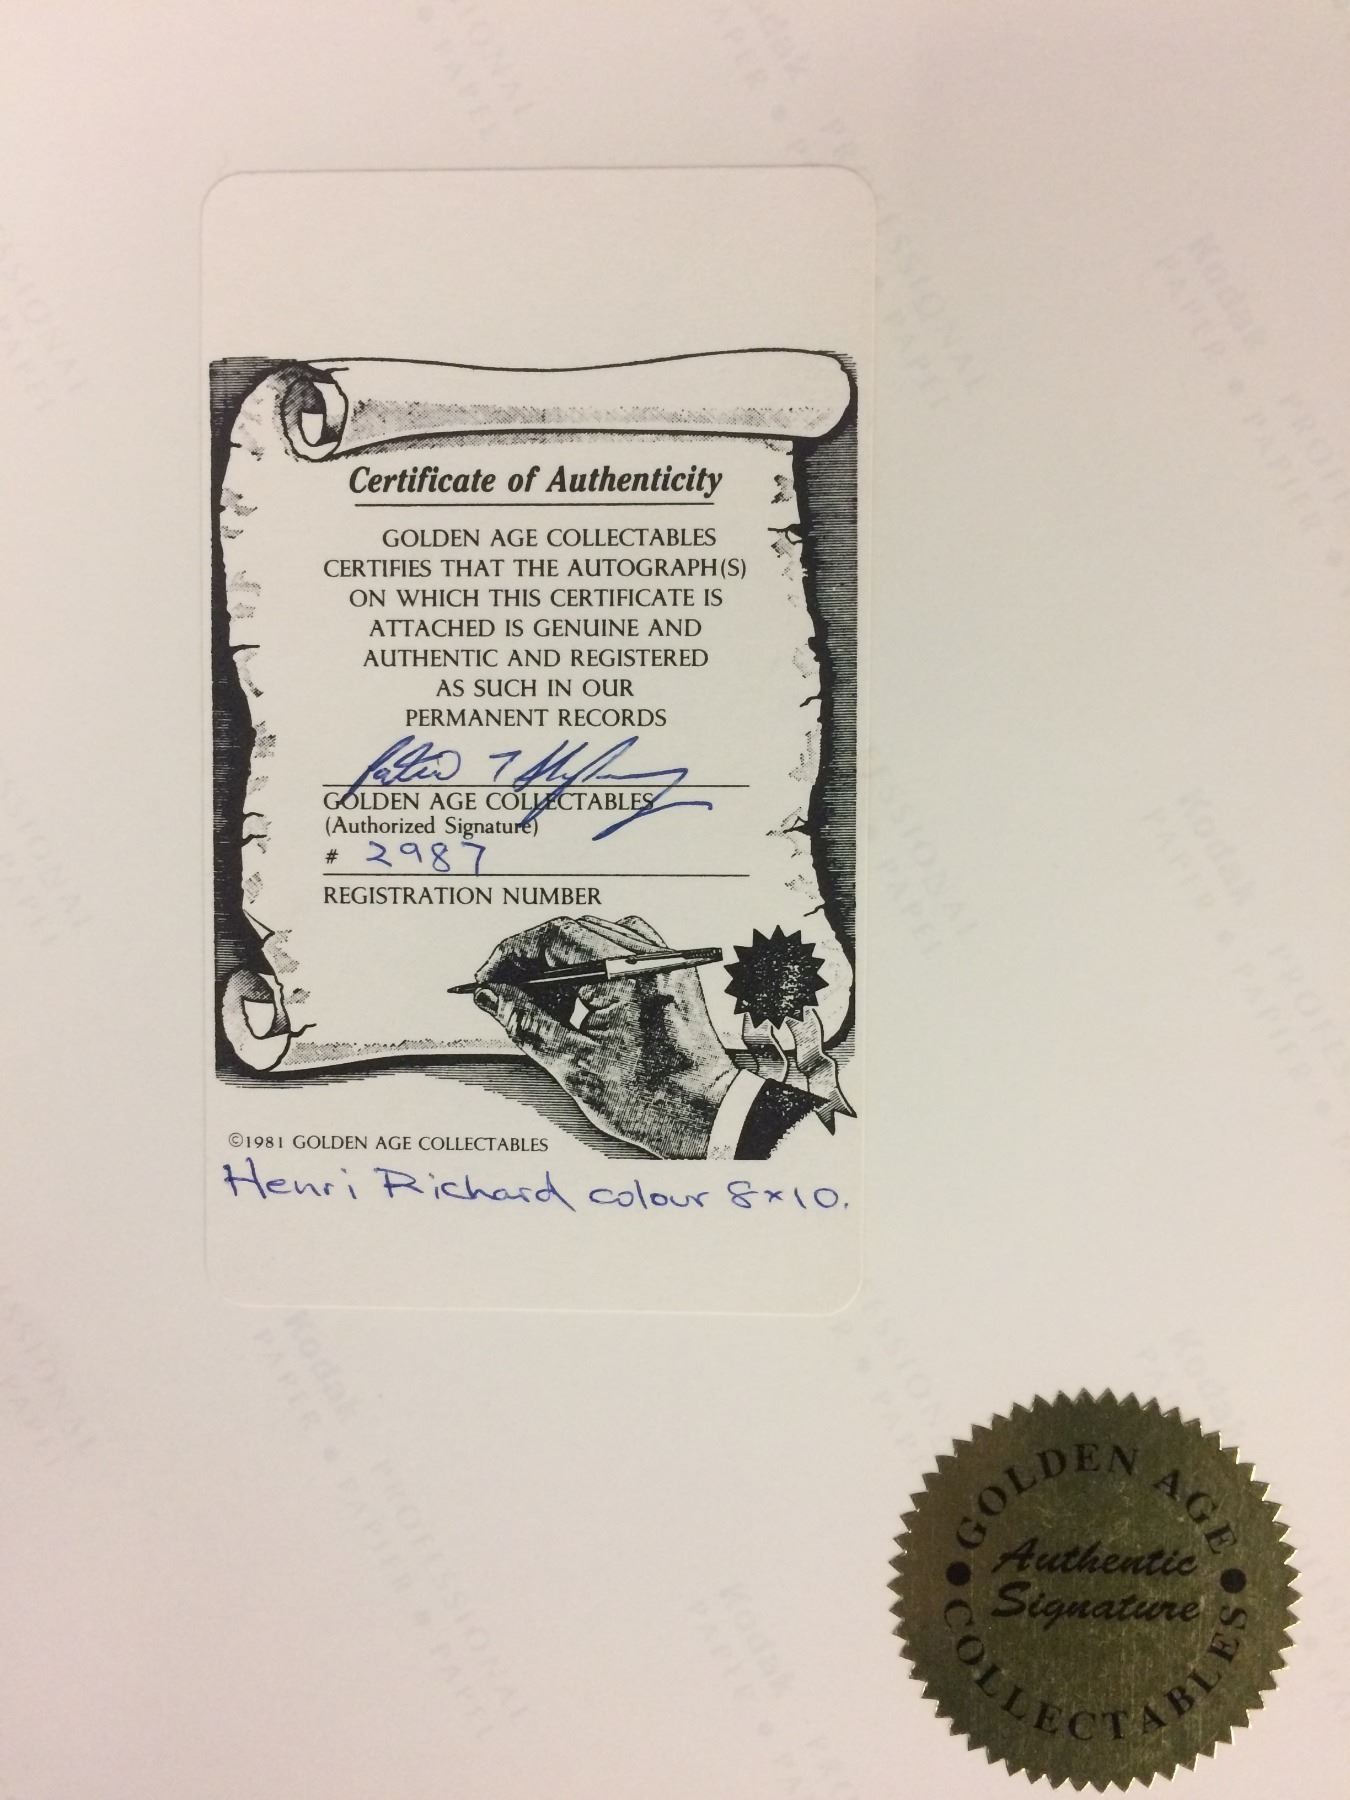 Certificate of Authenticity
GOLDEN AGE COLLECTABLES
CERTIFIES THAT THE AUTOGRAPH(S)
ON WHICH THIS CERTIFICATE IS
ATTACHED IS GENUINE AND
AUTHENTIC AND REGISTERED
AS SUCH IN OUR
PERMANENT RECORDS
GOLDEN AGE COLLECTABLES
(Authorized Signature)
# 2987
REGISTRATION NUMBER
©1981 GOLDEN AGE COLLECTABLES
Henri Richard colour 8x10.
GOLDEN AGE
Authentic
Signature
COLLECTABLES